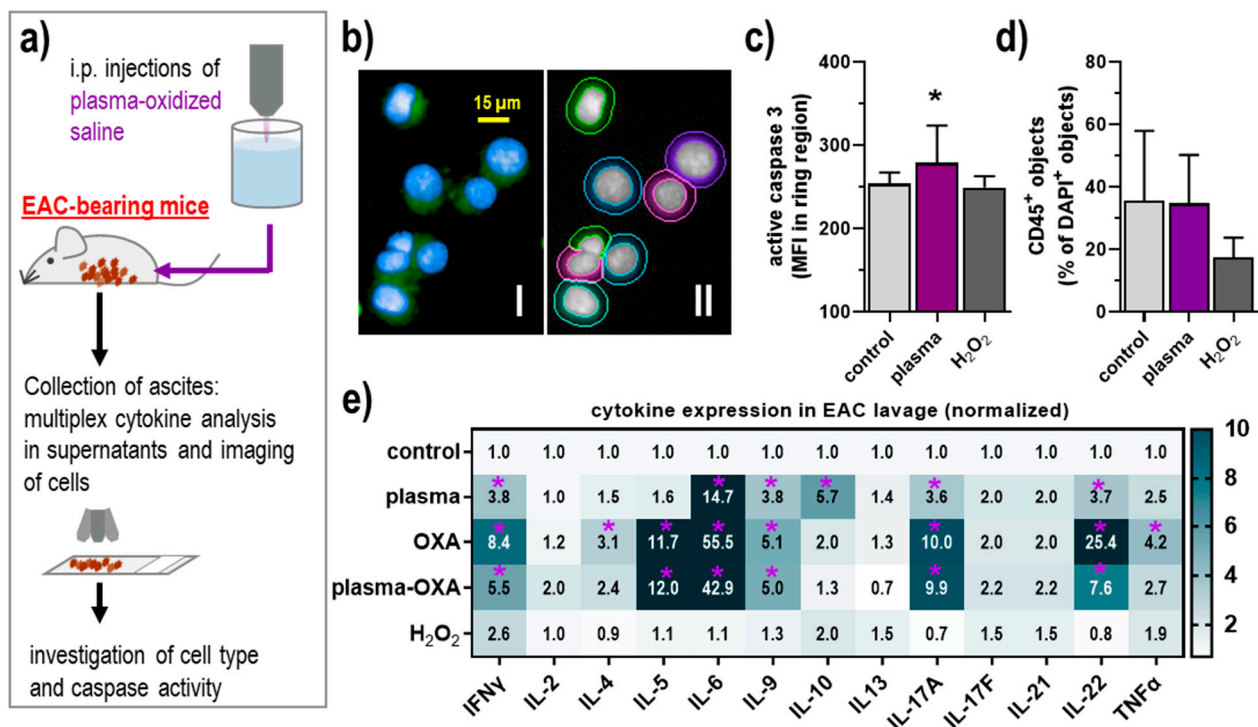 a)
i.p. injections of
plasma-oxidized
saline
EAC-bearing mice
Collection of ascites:
multiplex cytokine analysis
in supernatants and imaging
of cells
investigation of cell type
and caspase activity
b)
15 µm
I
II
c)
active caspase 3
(MFI in ring region)
400
300
250
200
100
*
control
plasma
H₂O₂
d)
CD45⁺ objects
(% of DAPI⁺ objects)
80
60
40
20
0
control
plasma
H₂O₂
e)
cytokine expression in EAC lavage (normalized)
control 1.0 1.0 1.0 1.0 1.0 1.0 1.0 1.0 1.0 1.0 1.0 1.0 1.0
* * * * * *
plasma 3.8 1.0 1.5 1.6 14.7 3.8 5.7 1.4 3.6 2.0 2.0 3.7 2.5
* * * * * * * *
OXA 8.4 1.2 3.1 11.7 55.5 5.1 2.0 1.3 10.0 2.0 2.0 25.4 4.2
* * * * * *
plasma-OXA 5.5 2.0 2.4 12.0 42.9 5.0 1.3 0.7 9.9 2.2 2.2 7.6 2.7
H₂O₂ 2.6 1.0 0.9 1.1 1.1 1.3 2.0 1.5 0.7 1.5 1.5 0.8 1.9
IFNγ IL-2 IL-4 IL-5 IL-6 IL-9 IL-10 IL13 IL-17A IL-17F IL-21 IL-22 TNFα
10
8
6
4
2